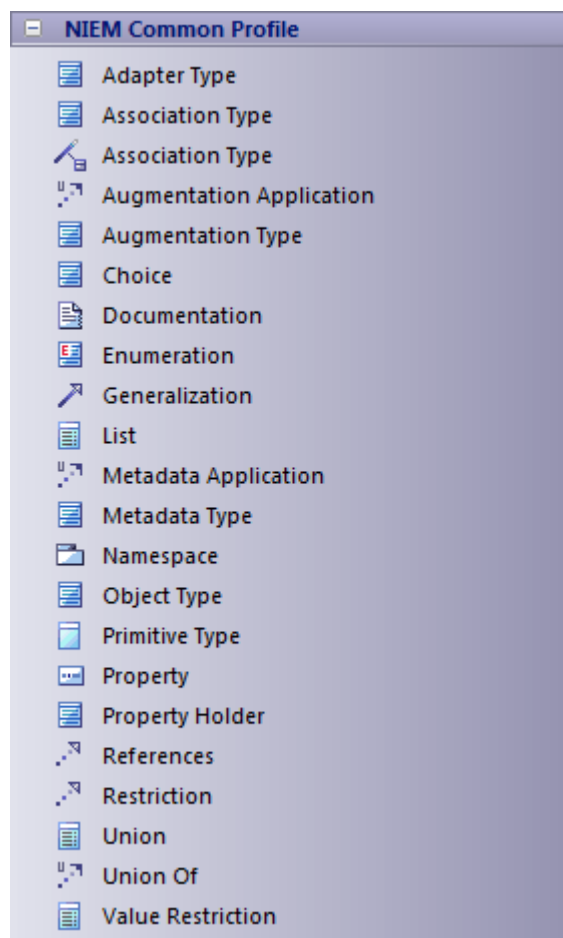 NIEM Common Profile
Adapter Type
Association Type
Association Type
Augmentation Application
Augmentation Type
Choice
Documentation
Enumeration
Generalization
List
Metadata Application
Metadata Type
Namespace
Object Type
Primitive Type
Property
Property Holder
References
Restriction
Union
Union Of
Value Restriction